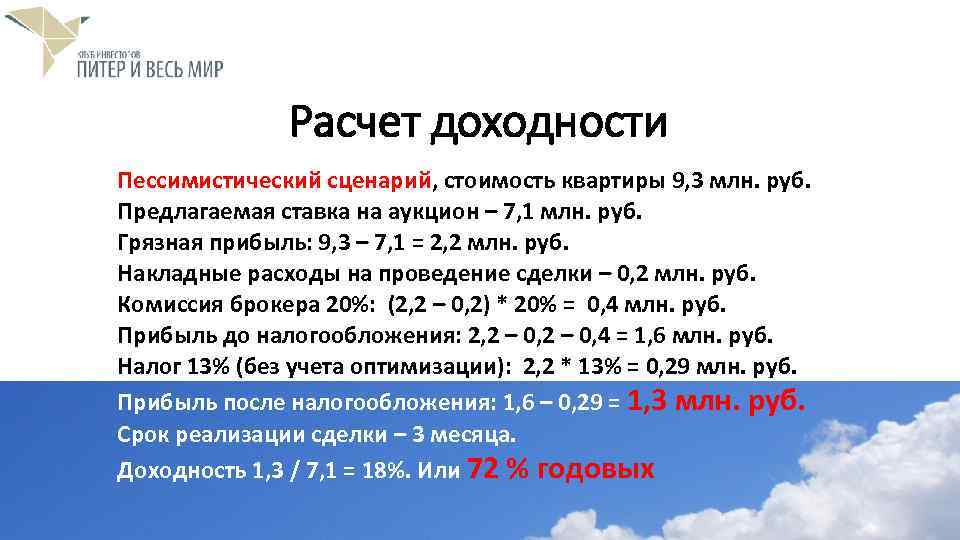 КЛУБ ИНВЕСТОРОВ
ПИТЕР И ВЕСЬ МИР
Расчет доходности
Пессимистический сценарий, стоимость квартиры 9, 3 млн. руб.
Предлагаемая ставка на аукцион – 7, 1 млн. руб.
Грязная прибыль: 9, 3 – 7, 1 = 2, 2 млн. руб.
Накладные расходы на проведение сделки – 0, 2 млн. руб.
Комиссия брокера 20%: (2, 2 – 0, 2) * 20% = 0, 4 млн. руб.
Прибыль до налогообложения: 2, 2 – 0, 2 – 0, 4 = 1, 6 млн. руб.
Налог 13% (без учета оптимизации): 2, 2 * 13% = 0, 29 млн. руб.
Прибыль после налогообложения: 1, 6 – 0, 29 = 1, 3 млн. руб.
Срок реализации сделки – 3 месяца.
Доходность 1, 3 / 7, 1 = 18%. Или 72 % годовых